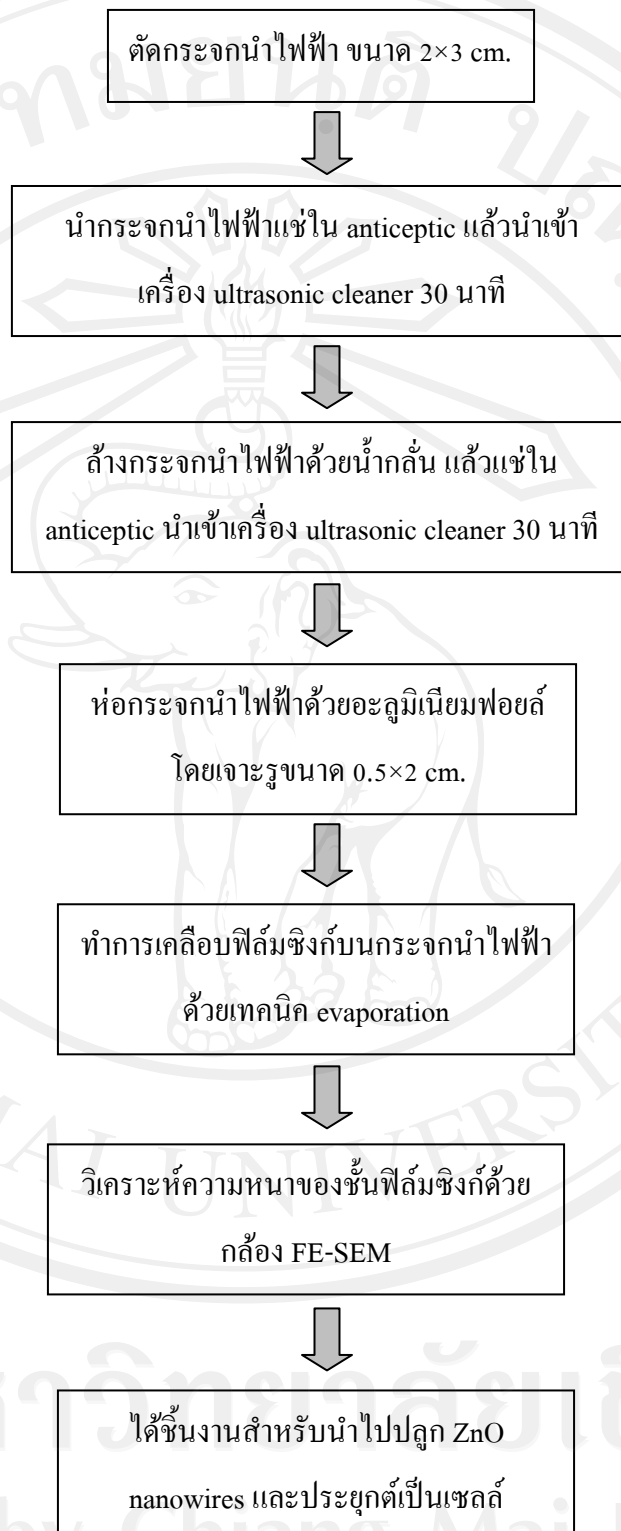 ตัดกระจกนำไฟฟ้า ขนาด 2×3 cm.
นำกระจกนำไฟฟ้าแช่ใน anticeptic แล้วนำเข้า
เครื่อง ultrasonic cleaner 30 นาที
ล้างกระจกนำไฟฟ้าด้วยน้ำกลั่น แล้วแช่ใน
anticeptic นำเข้าเครื่อง ultrasonic cleaner 30 นาที
ห่อกระจกนำไฟฟ้าด้วยอะลูมิเนียมฟอยล์
โดยเจาะรูขนาด 0.5×2 cm.
ทำการเคลือบฟิล์มซิงก์บนกระจกนำไฟฟ้า
ด้วยเทคนิค evaporation
วิเคราะห์ความหนาของชั้นฟิล์มซิงก์ด้วย
กล้อง FE-SEM
ได้ชิ้นงานสำหรับนำไปปลูก ZnO
nanowires และประยุกต์เป็นเซลล์